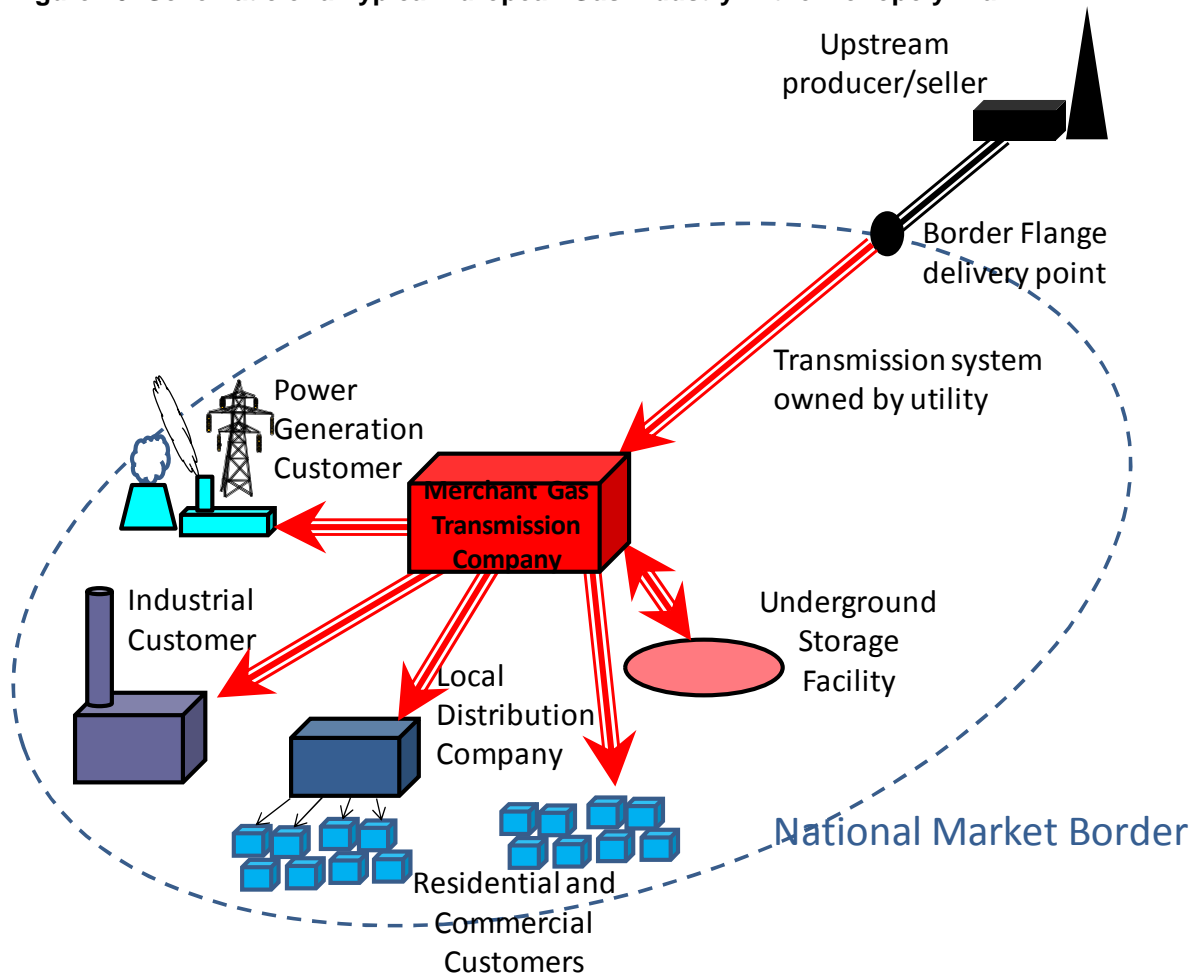 Upstream
producer/seller
Border Flange
delivery point
Transmission system
owned by utility
Power
Generation
Customer
Merchant Gas
Transmission
Company
Industrial
Customer
Underground
Storage
Facility
Local
Distribution
Company
National Market Border
Residential and
Commercial
Customers